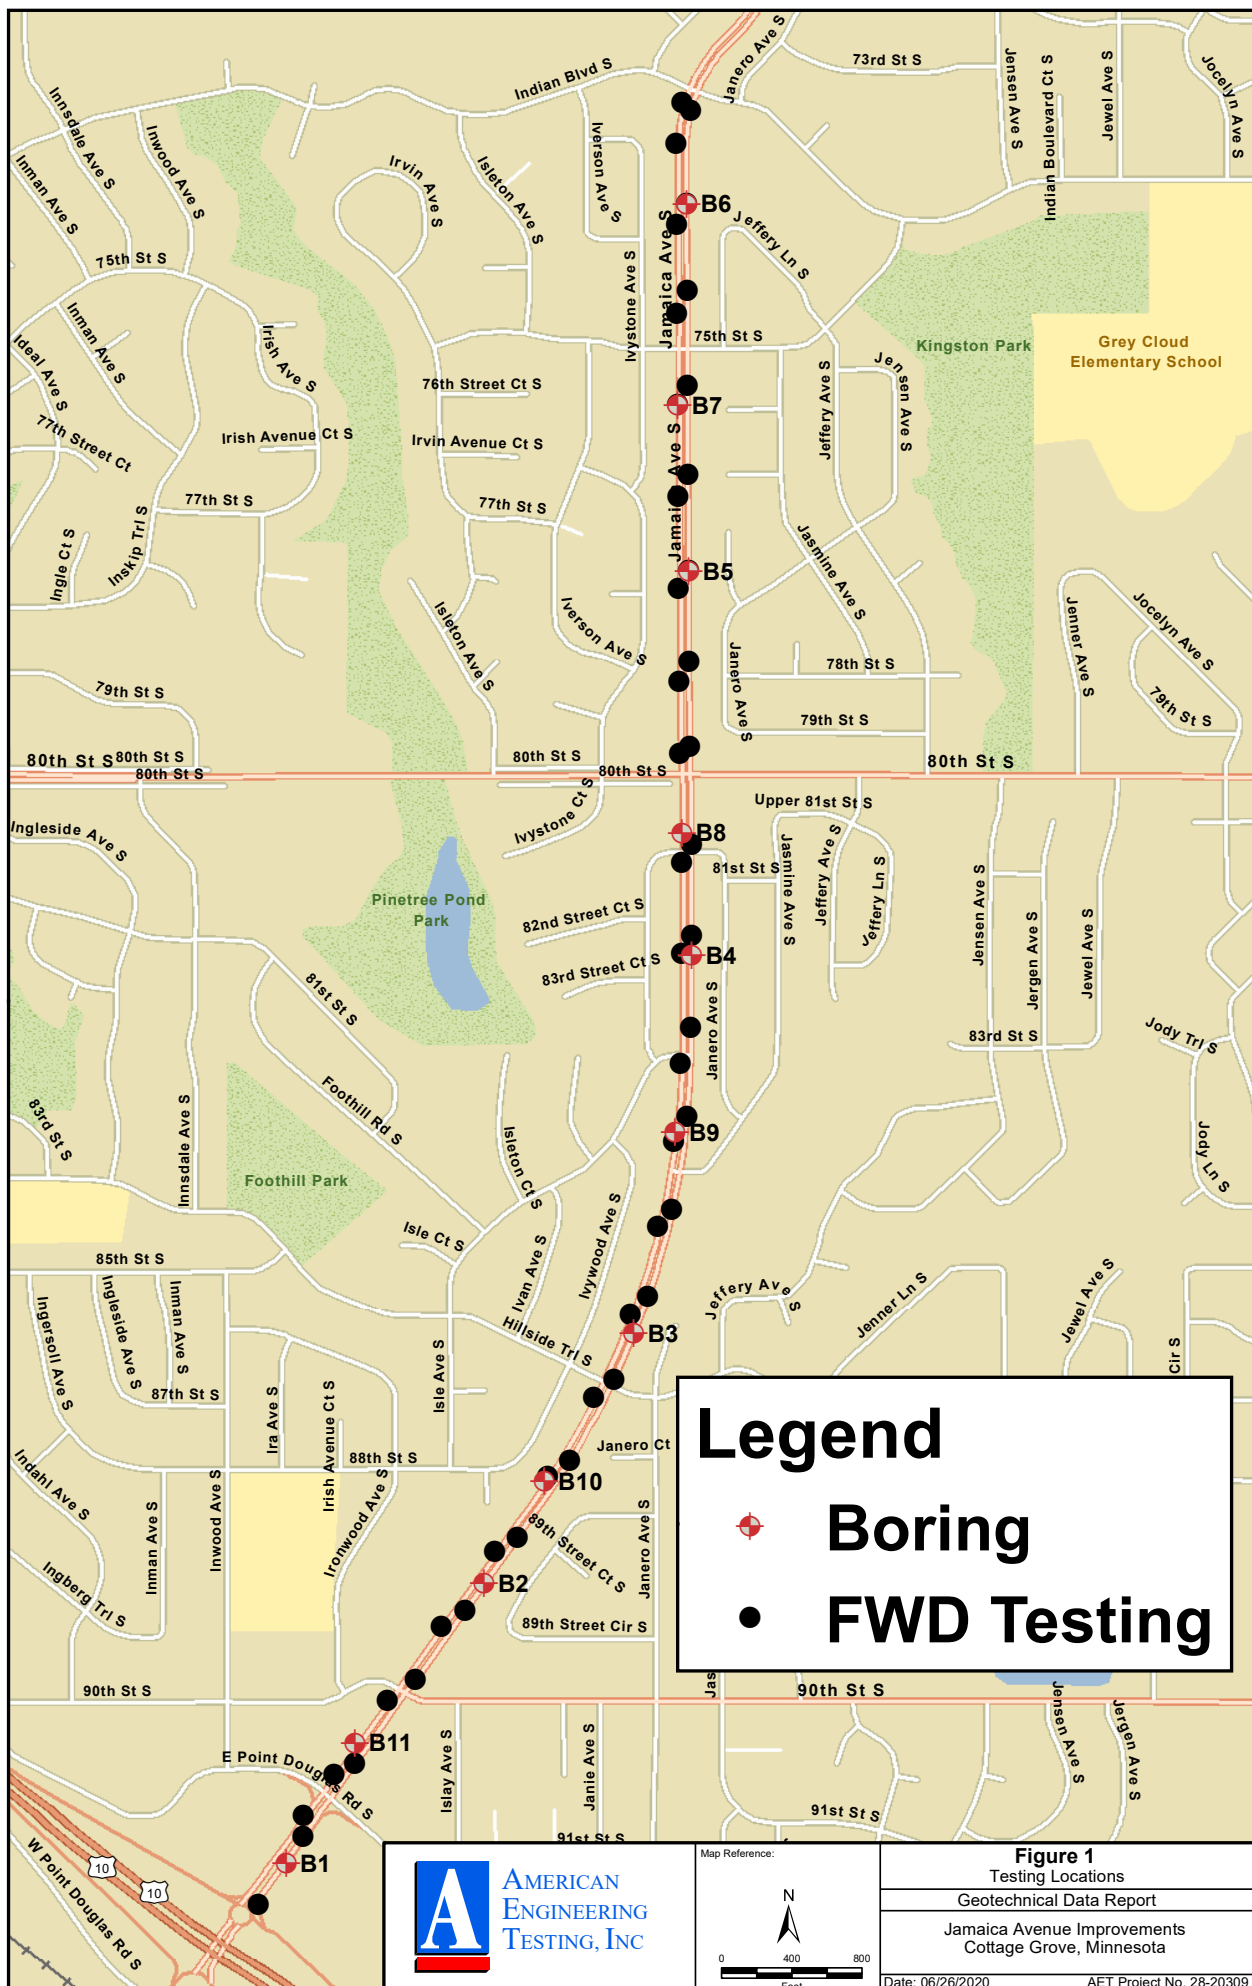 Indian Blvd S
Janero Ave S
73rd St S
Jensen Ave S
Indian Boulevard Ct S
Jewel Ave S
Jocelyn Ave S
Innsdale Ave S
Inwood Ave S
Inman Ave S
Irvin Ave S
Isleton Ave S
Iverson Ave S
B6
Jamaica Ave S
Jeffery Ln S
75th St S
Ivystone Ave S
Inman Ave S
Irish Ave S
Ideal Ave S
75th St S
Kingston Park
Grey Cloud
Elementary School
76th Street Ct S
Jeffery Ave S
Jensen Ave S
B7
77th Street Ct
Irish Avenue Ct S
Irvin Avenue Ct S
Jamaica Ave S
77th St S
77th St S
Ingle Ct S
Inskip Trl S
Jasmine Ave S
B5
Isleton Ave S
Iverson Ave S
Janero Ave S
78th St S
Jenner Ave S
Jocelyn Ave S
79th St S
79th St S
79th St S
80th St S
80th St S
80th St S
80th St S
80th St S
80th St S
Ivystone Ct S
Upper 81st St S
B8
Ingleside Ave S
81st St S
Jasmine Ave S
Jeffery Ave S
Jeffery Ln S
Pinetree Pond
Park
82nd Street Ct S
83rd Street Ct S
B4
Jensen Ave S
Jergen Ave S
Jewel Ave S
81st St S
Janero Ave S
83rd St S
Jody Trl S
Foothill Rd S
83rd St S
Innsdale Ave S
Isleton Ct S
B9
Jody Ln S
Foothill Park
Isle Ct S
Ivan Ave S
Ivywood Ave S
85th St S
Jeffery Ave S
Jenner Ln S
Jewel Ave S
Cir S
Ingersoll Ave S
Ingleside Ave S
Inman Ave S
Hillside Trl S
B3
Isle Ave S
87th St S
Ira Ave S
Irish Avenue Ct S
88th St S
Janero Ct
B10
Indahl Ave S
Inman Ave S
Inwood Ave S
Ironwood Ave S
89th Street Ct S
Janero Ave S
Ingberg Trl S
B2
89th Street Cir S
Legend
Boring
FWD Testing
90th St S
Jas
90th St S
Jensen Ave S
Jergen Ave S
B11
E Point Douglas Rd S
Islay Ave S
Janie Ave S
91st St S
91st St S
B1
10
10
W Point Douglas Rd S
A
American
Engineering
Testing, Inc
Map Reference:
N
0 400 800
Feet
Figure 1
Testing Locations
Geotechnical Data Report
Jamaica Avenue Improvements
Cottage Grove, Minnesota
Date: 06/26/2020 AET Project No. 28-20309